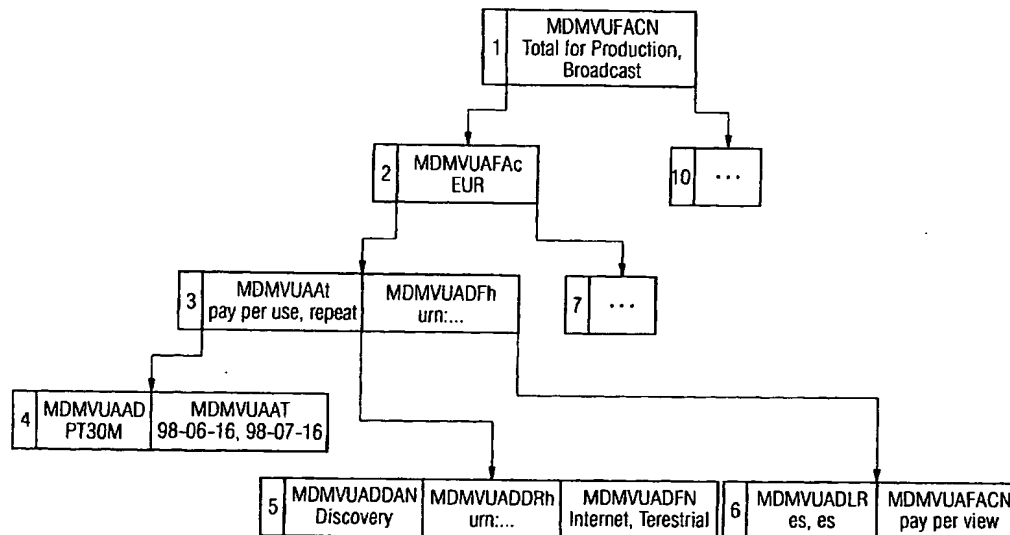 1
MDMVUFACN
Total for Production,
Broadcast
2
MDMVUAFAc
EUR
10
...
3
MDMVUAAt
pay per use, repeat
MDMVUADFh
urn:...
7
...
4
MDMVUAAD
PT30M
MDMVUAAT
98-06-16, 98-07-16
5
MDMVUADDAN
Discovery
MDMVUADDRh
urn:...
MDMVUADFN
Internet, Terestrial
6
MDMVUADLR
es, es
MDMVUAFACN
pay per view